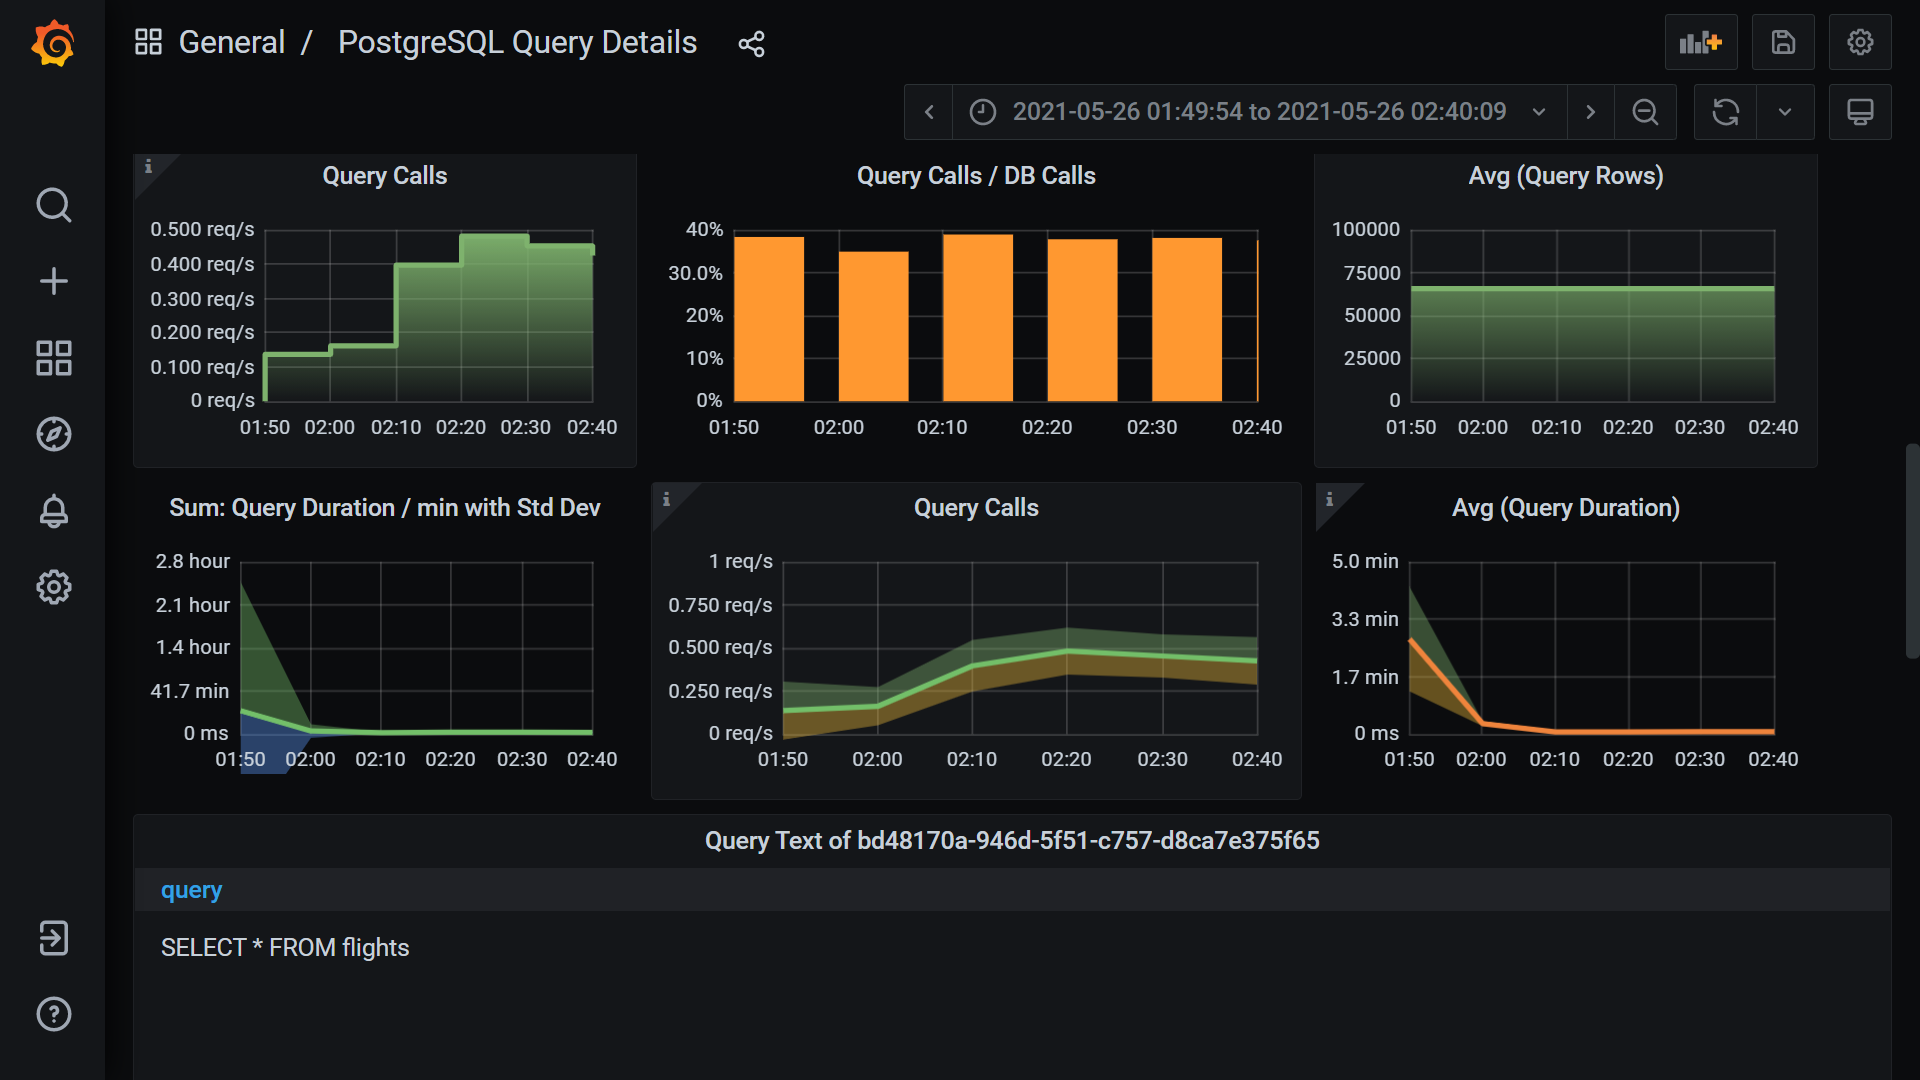 General / PostgreSQL Query Details
2021-05-26 01:49:54 to 2021-05-26 02:40:09
Query Calls
0.500 req/s
0.400 req/s
0.300 req/s
0.200 req/s
0.100 req/s
0 req/s
01:50 02:00 02:10 02:20 02:30 02:40
Query Calls / DB Calls
40%
30.0%
20%
10%
0%
01:50 02:00 02:10 02:20 02:30 02:40
Avg (Query Rows)
100000
75000
50000
25000
0
01:50 02:00 02:10 02:20 02:30 02:40
Sum: Query Duration / min with Std Dev
2.8 hour
2.1 hour
1.4 hour
41.7 min
0 ms
01:50 02:00 02:10 02:20 02:30 02:40
Query Calls
1 req/s
0.750 req/s
0.500 req/s
0.250 req/s
0 req/s
01:50 02:00 02:10 02:20 02:30 02:40
Avg (Query Duration)
5.0 min
3.3 min
1.7 min
0 ms
01:50 02:00 02:10 02:20 02:30 02:40
Query Text of bd48170a-946d-5f51-c757-d8ca7e375f65
query
SELECT * FROM flights